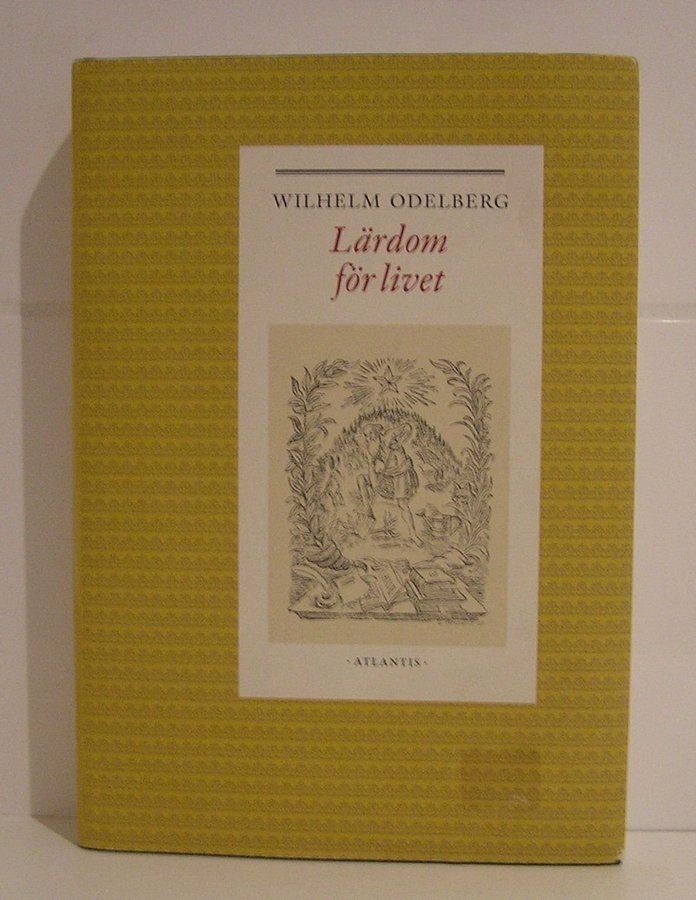 WILHELM ODELBERG
Lärdom
för livet
· ATLANTIS ·